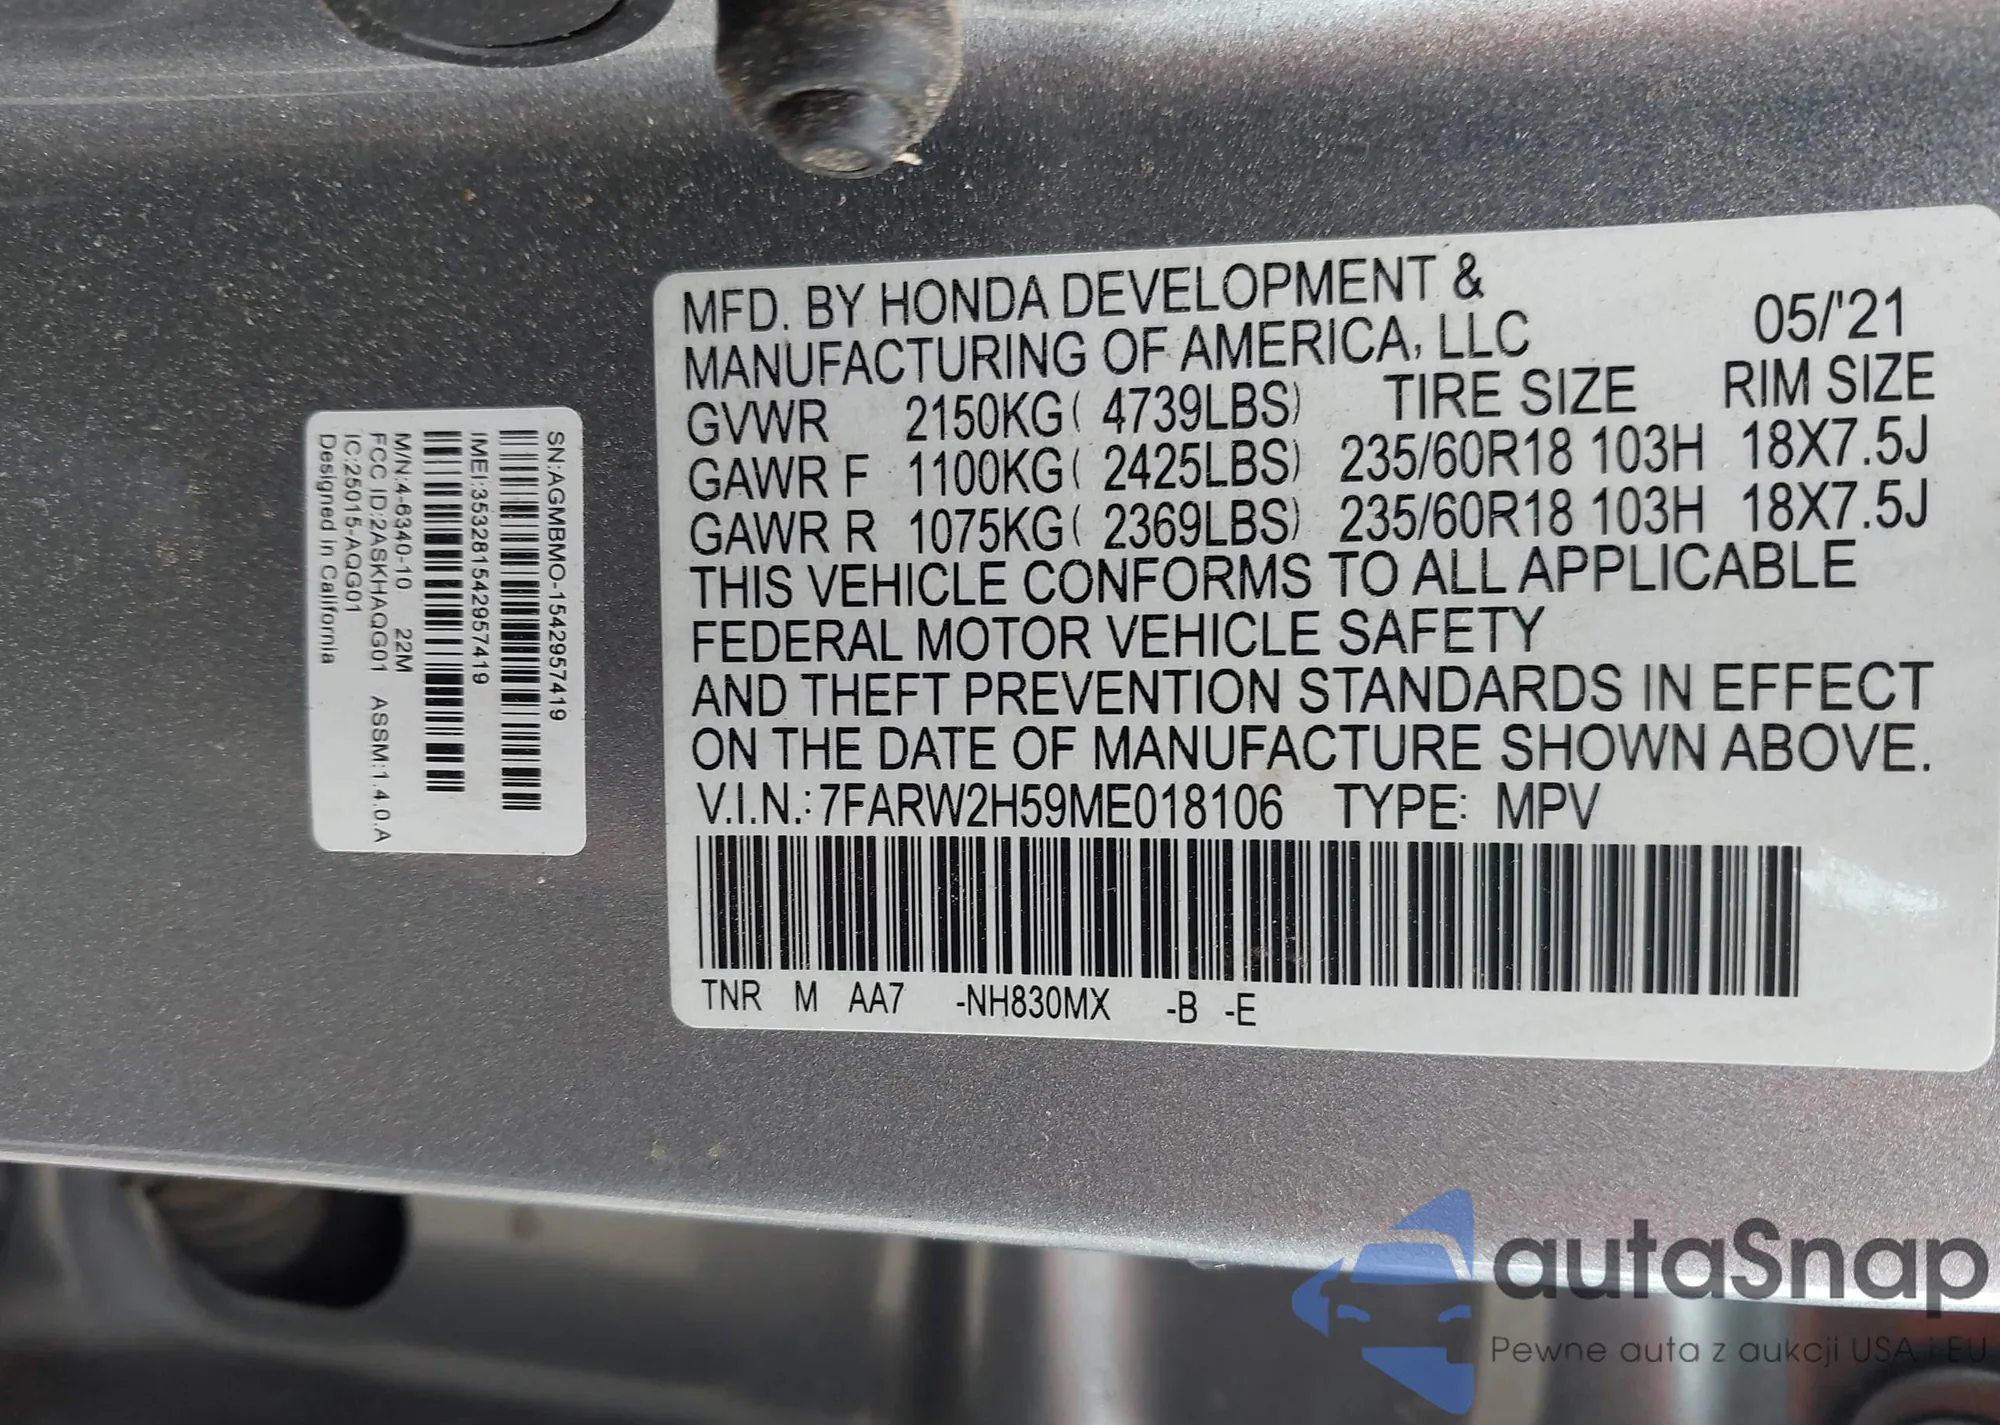 SN:AGMBMO-1542957419
IMEI:353281542957419
M/N:4-6340-10 22M
FCC ID:2ASKHAQGG01 ASSM:1.4.0.A
IC:25015-AQGG01
Designed in California
MFD. BY HONDA DEVELOPMENT &
MANUFACTURING OF AMERICA, LLC 05/'21
GVWR 2150KG( 4739LBS) TIRE SIZE RIM SIZE
GAWR F 1100KG( 2425LBS) 235/60R18 103H 18X7.5J
GAWR R 1075KG( 2369LBS) 235/60R18 103H 18X7.5J
THIS VEHICLE CONFORMS TO ALL APPLICABLE
FEDERAL MOTOR VEHICLE SAFETY
AND THEFT PREVENTION STANDARDS IN EFFECT
ON THE DATE OF MANUFACTURE SHOWN ABOVE.
V.I.N.:7FARW2H59ME018106 TYPE: MPV
TNR M AA7 -NH830MX -B -E
autaSnap
Pewne auta z aukcji USA i EU